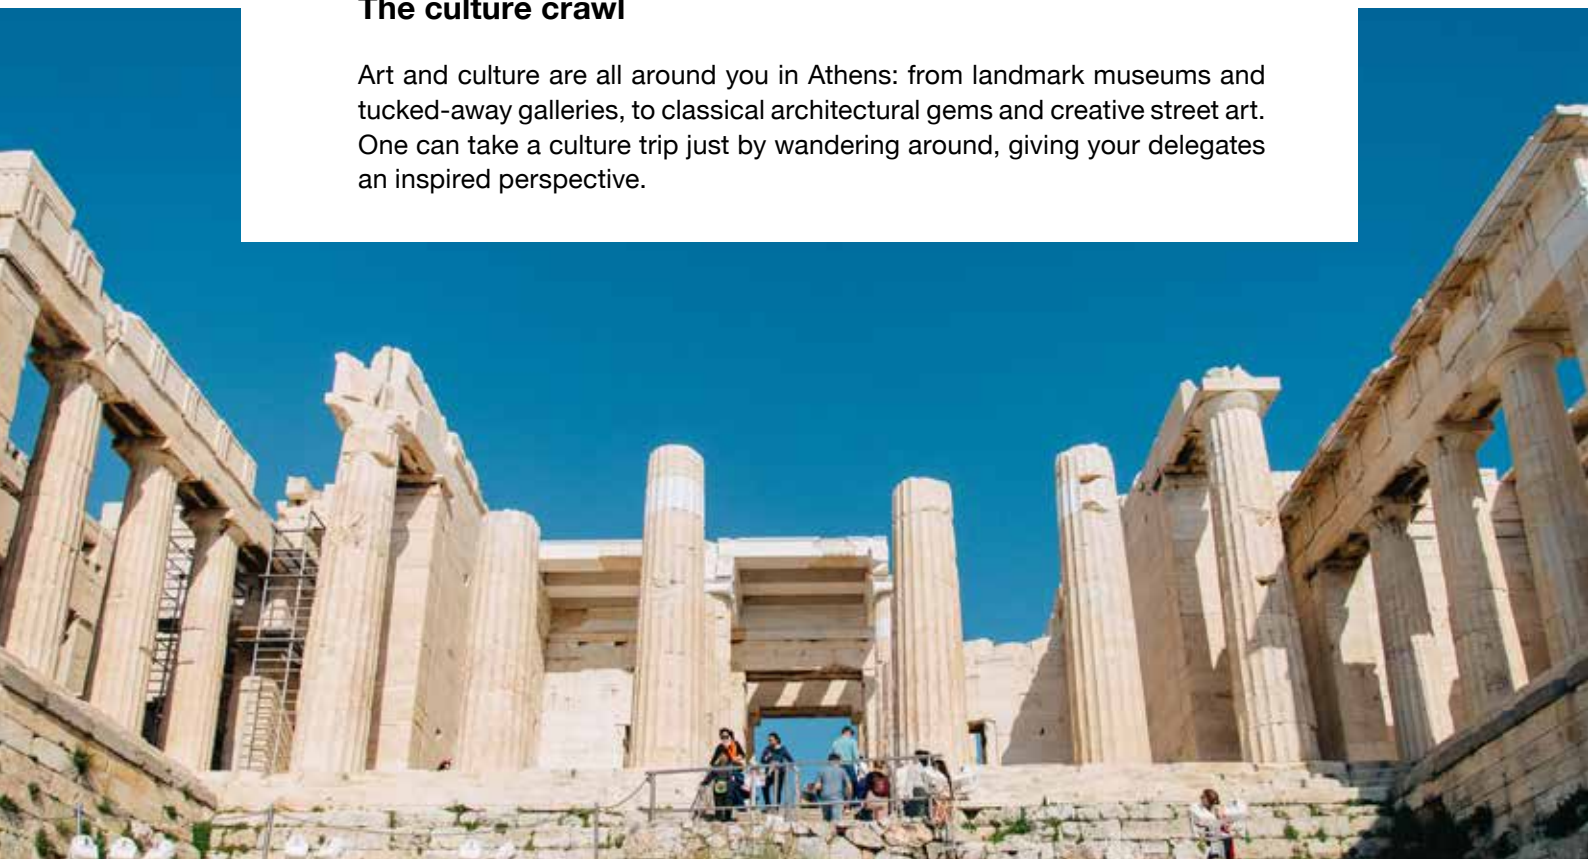 The culture crawl
Art and culture are all around you in Athens: from landmark museums and
tucked-away galleries, to classical architectural gems and creative street art.
One can take a culture trip just by wandering around, giving your delegates
an inspired perspective.